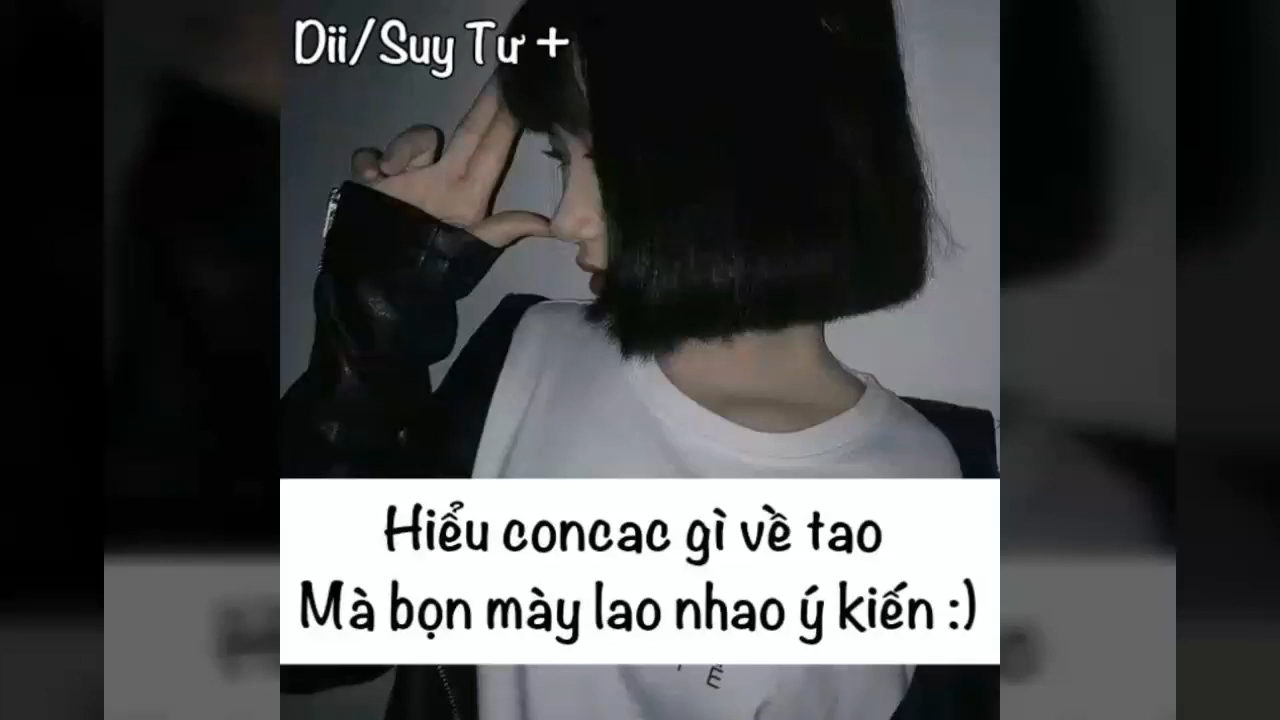 Dii/Suy Tư +
Hiểu concac gì về tao
Mà bọn mày lao nhao ý kiến :)